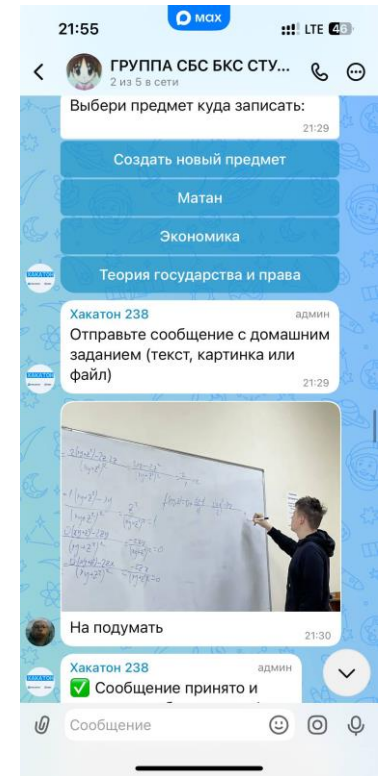 21:55
max
LTE 46
ГРУППА СБС БКС СТУ...
2 из 5 в сети
Выбери предмет куда записать:
21:29
Создать новый предмет
Матан
Экономика
Теория государства и права
Хакатон 238
админ
Отправьте сообщение с домашним
заданием (текст, картинка или
файл)
21:29
На подумать
21:30
Хакатон 238
админ
Сообщение принято и
Сообщение